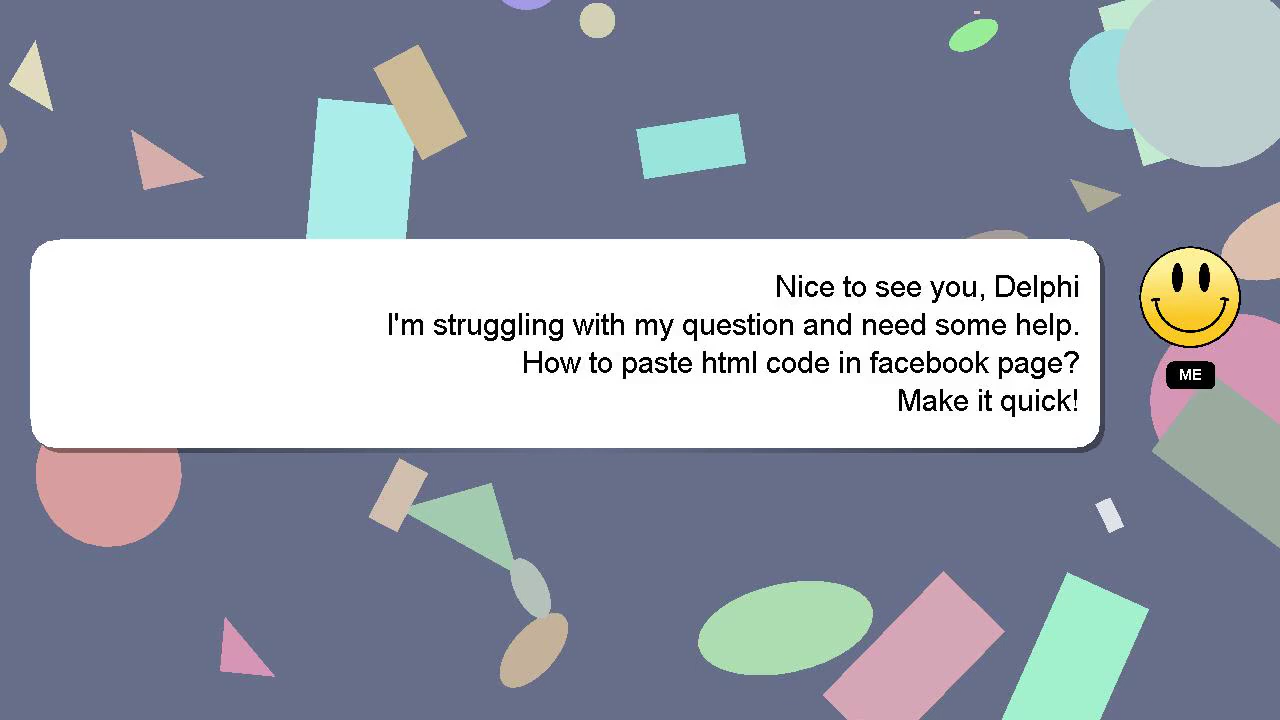 Nice to see you, Delphi
I'm struggling with my question and need some help.
How to paste html code in facebook page?
Make it quick!
ME